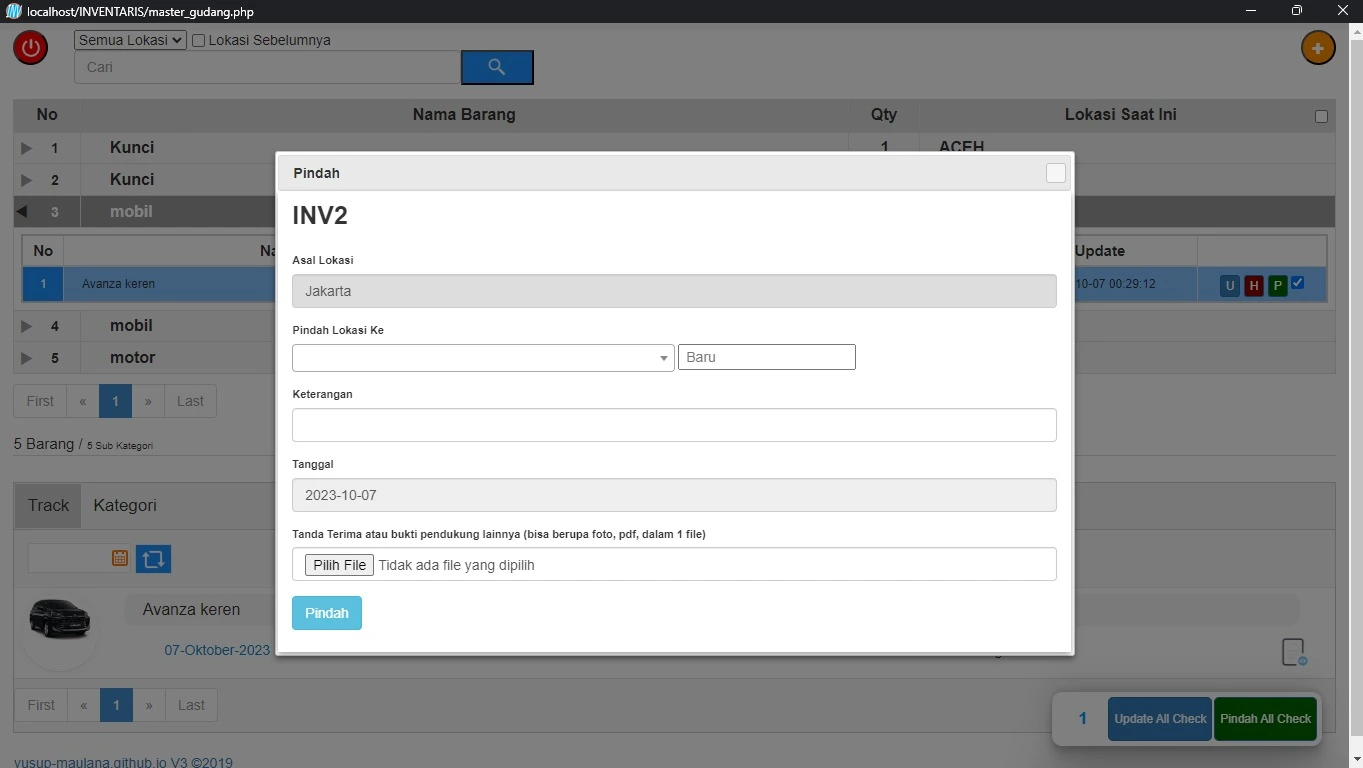 localhost/INVENTARIS/master_gudang.php
Semua Lokasi Lokasi Sebelumnya
Cari
No Nama Barang Qty Lokasi Saat Ini
1 Kunci 1 ACEH
2 Kunci
3 mobil
Pindah
INV2
Asal Lokasi
Jakarta
Pindah Lokasi Ke
Baru
Keterangan
Tanggal
2023-10-07
Tanda Terima atau bukti pendukung lainnya (bisa berupa foto, pdf, dalam 1 file)
Pilih File Tidak ada file yang dipilih
Pindah
No Update
1 Avanza keren 10-07 00:29:12 U H P
4 mobil
5 motor
First « 1 » Last
5 Barang / 5 Sub Kategori
Track Kategori
Avanza keren
07-Oktober-2023
First « 1 » Last
1 Update All Check Pindah All Check
yusup-maulana.github.io V3 ©2019